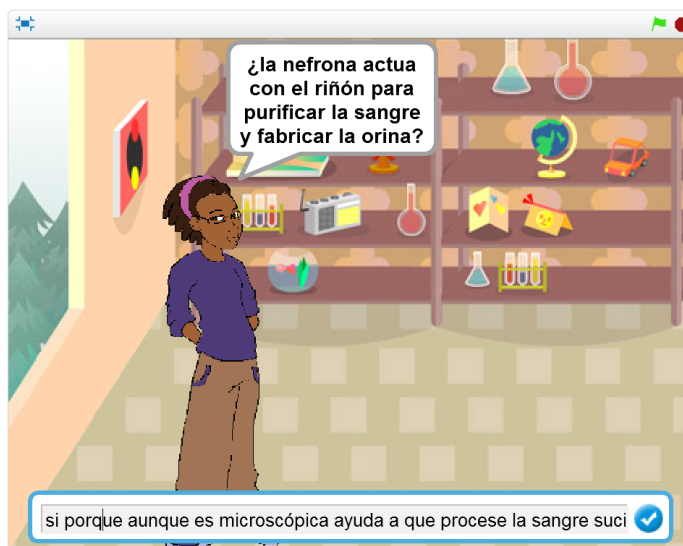 ¿la nefrona actua
con el riñón para
purificar la sangre
y fabricar la orina?
si porque aunque es microscópica ayuda a que procese la sangre suci